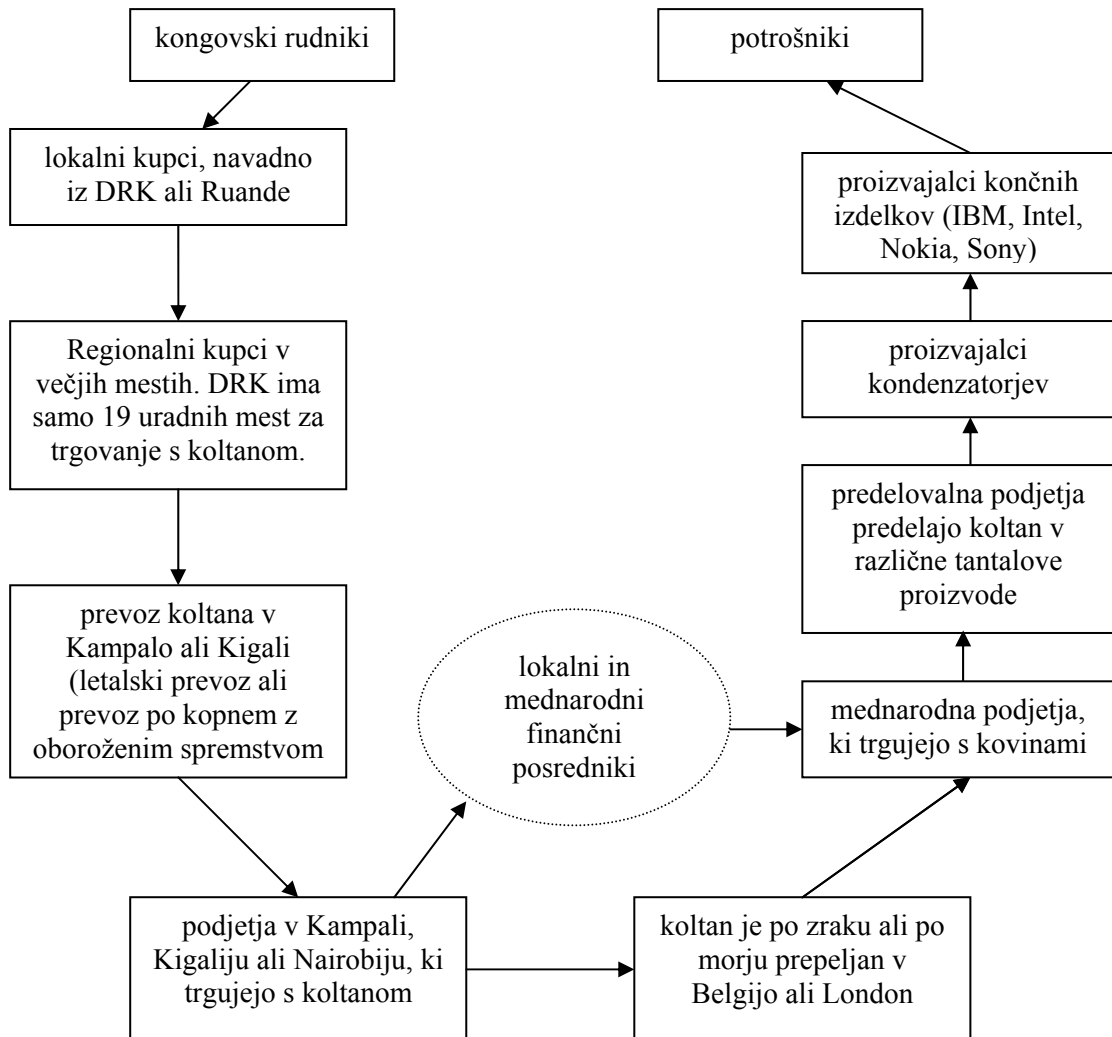 kongovski rudniki
lokalni kupci, navadno
iz DRK ali Ruande
Regionalni kupci v
večjih mestih. DRK ima
samo 19 uradnih mest za
trgovanje s koltanom.
prevoz koltana v
Kampalo ali Kigali
(letalski prevoz ali
prevoz po kopnem z
oboroženim spremstvom
podjetja v Kampali,
Kigaliju ali Nairobiju, ki
trgujejo s koltanom
lokalni in
mednarodni
finančni
posredniki
koltan je po zraku ali po
morju prepeljan v
Belgijo ali London
mednarodna podjetja,
ki trgujejo s kovinami
predelovalna podjetja
predelajo koltan v
različne tantalove
proizvode
proizvajalci
kondenzatorjev
proizvajalci končnih
izdelkov (IBM, Intel,
Nokia, Sony)
potrošniki